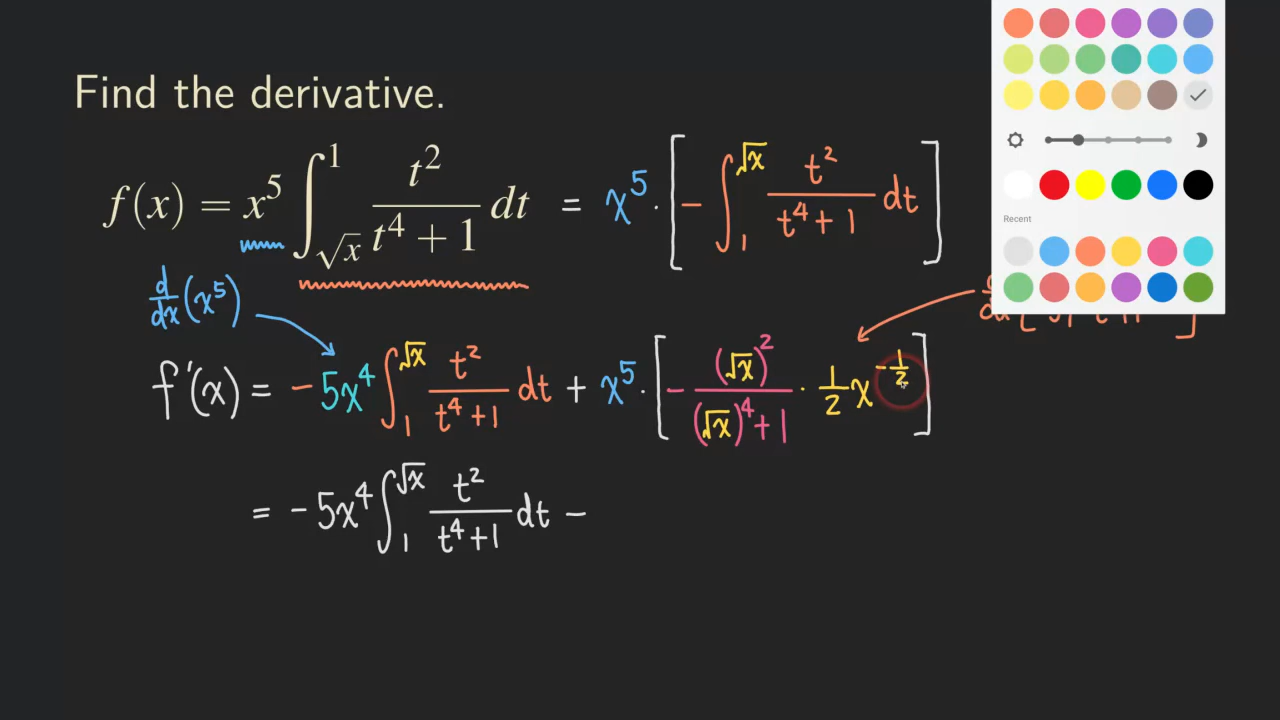 Find the derivative.
f(x) = x^5 ∫_{√x}^{1} t^2/(t^4 + 1) dt = x^5 · [ - ∫_1^{√x} t^2/(t^4+1) dt ]
d/dx (x^5)
f'(x) = - 5x^4 ∫_1^{√x} t^2/(t^4+1) dt + x^5 · [ - (√x)^2/((√x)^4+1) · 1/2 x^{-1/2} ]
= - 5x^4 ∫_1^{√x} t^2/(t^4+1) dt -
Recent